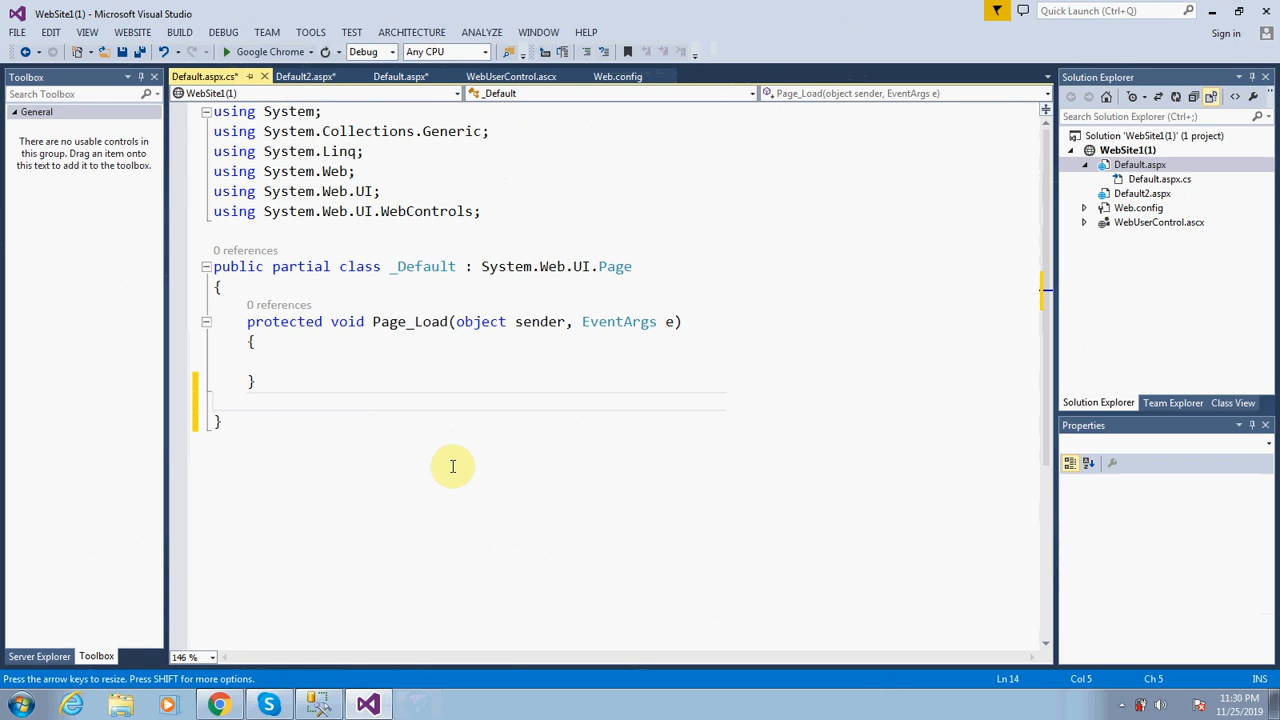 WebSite1(1) - Microsoft Visual Studio
Quick Launch (Ctrl+Q)
FILE EDIT VIEW WEBSITE BUILD DEBUG TEAM TOOLS TEST ARCHITECTURE ANALYZE WINDOW HELP
Sign in
Google Chrome Debug Any CPU
Toolbox
Search Toolbox
General
There are no usable controls in
this group. Drag an item onto
this text to add it to the toolbox.
Server Explorer Toolbox
Default.aspx.cs* Default2.aspx* Default.aspx* WebUserControl.ascx Web.config
WebSite1(1) _Default Page_Load(object sender, EventArgs e)
using System;
using System.Collections.Generic;
using System.Linq;
using System.Web;
using System.Web.UI;
using System.Web.UI.WebControls;
0 references
public partial class _Default : System.Web.UI.Page
{
0 references
protected void Page_Load(object sender, EventArgs e)
{
}
}
146 %
Solution Explorer
Search Solution Explorer (Ctrl+;)
Solution 'WebSite1(1)' (1 project)
WebSite1(1)
Default.aspx
Default.aspx.cs
Default2.aspx
Web.config
WebUserControl.ascx
Solution Explorer Team Explorer Class View
Properties
Press the arrow keys to resize. Press SHIFT for more options. Ln 14 Col 5 Ch 5 INS
11:30 PM
11/25/2019